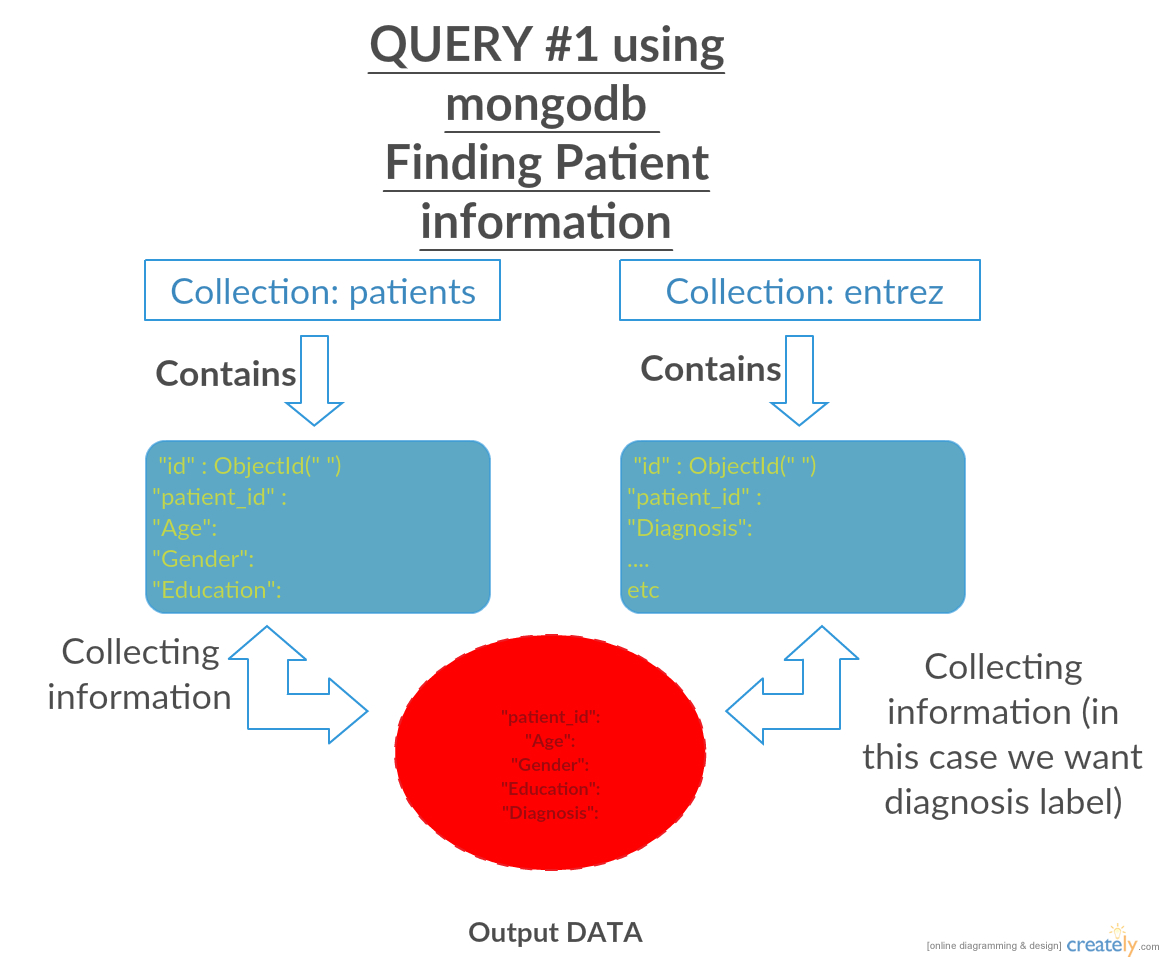 QUERY #1 using
mongodb
Finding Patient
information
Collection: patients
Collection: entrez
Contains
Contains
"id" : ObjectId(" ")
"patient_id" :
"Age":
"Gender":
"Education":
"id" : ObjectId(" ")
"patient_id" :
"Diagnosis":
....
etc
Collecting
information
Collecting
information (in
this case we want
diagnosis label)
"patient_id":
"Age":
"Gender":
"Education":
"Diagnosis":
Output DATA
[online diagramming & design] creately.com